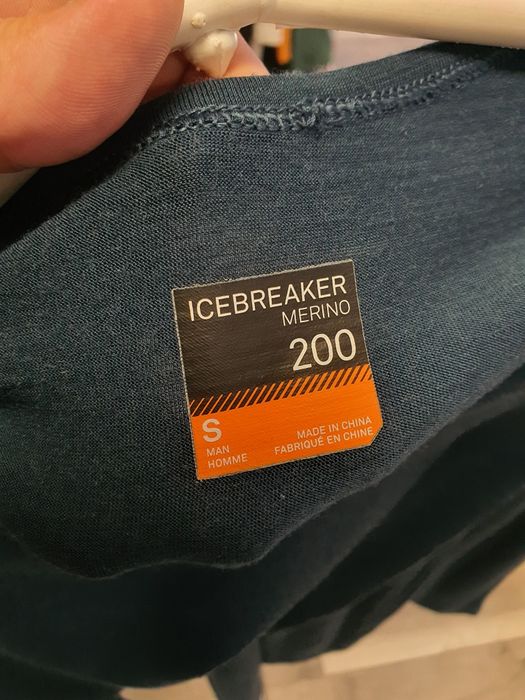 ICEBREAKER
MERINO
200
S
MAN
HOMME
MADE IN CHINA
FABRIQUÉ EN CHINE